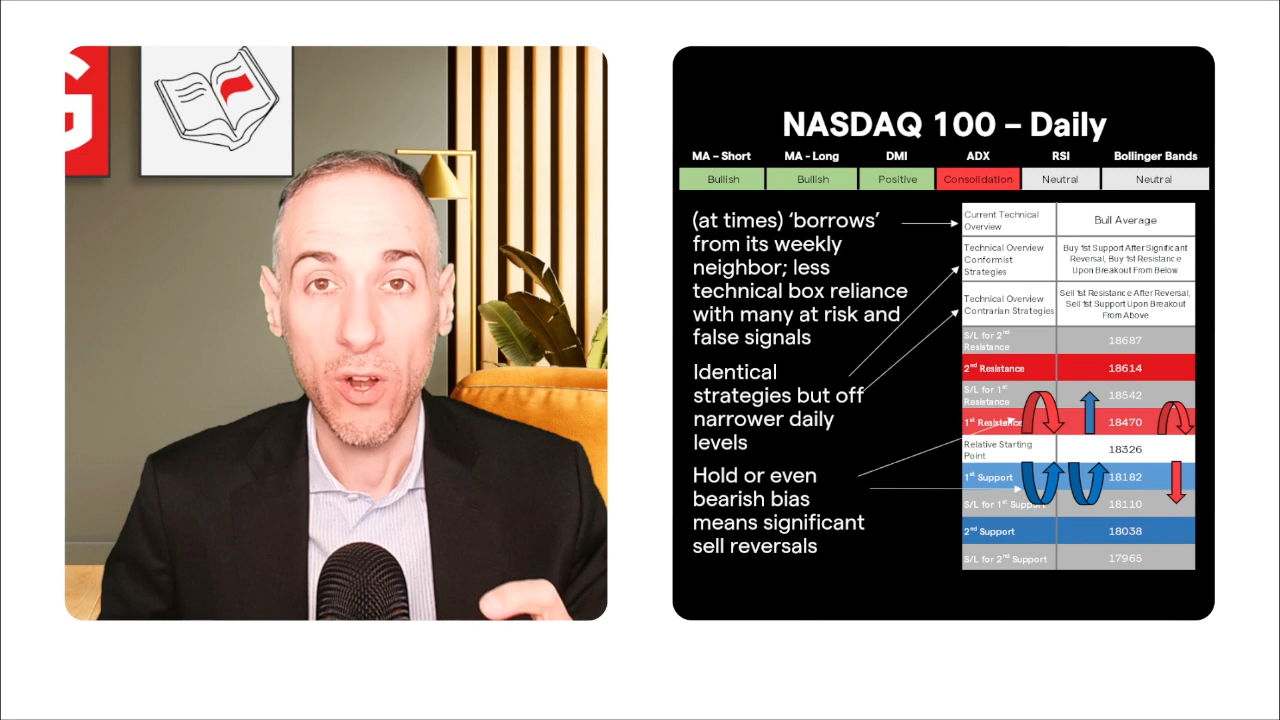 G
NASDAQ 100 – Daily
MA – Short MA - Long DMI ADX RSI Bollinger Bands
Bullish Bullish Positive Consolidation Neutral Neutral
(at times) ‘borrows’
from its weekly
neighbor; less
technical box reliance
with many at risk and
false signals
Identical
strategies but off
narrower daily
levels
Hold or even
bearish bias
means significant
sell reversals
Current Technical
Overview
Bull Average
Technical Overview
Conformist
Strategies
Buy 1st Support After Significant
Reversal, Buy 1st Resistance
Upon Breakout From Below
Technical Overview
Contrarian Strategies
Sell 1st Resistance After Reversal,
Sell 1st Support Upon Breakout
From Above
S/L for 2nd
Resistance
18687
2nd Resistance 18614
S/L for 1st
Resistance
18542
1st Resistance 18470
Relative Starting
Point
18326
1st Support 18182
S/L for 1st Support 18110
2nd Support 18038
S/L for 2nd Support 17965